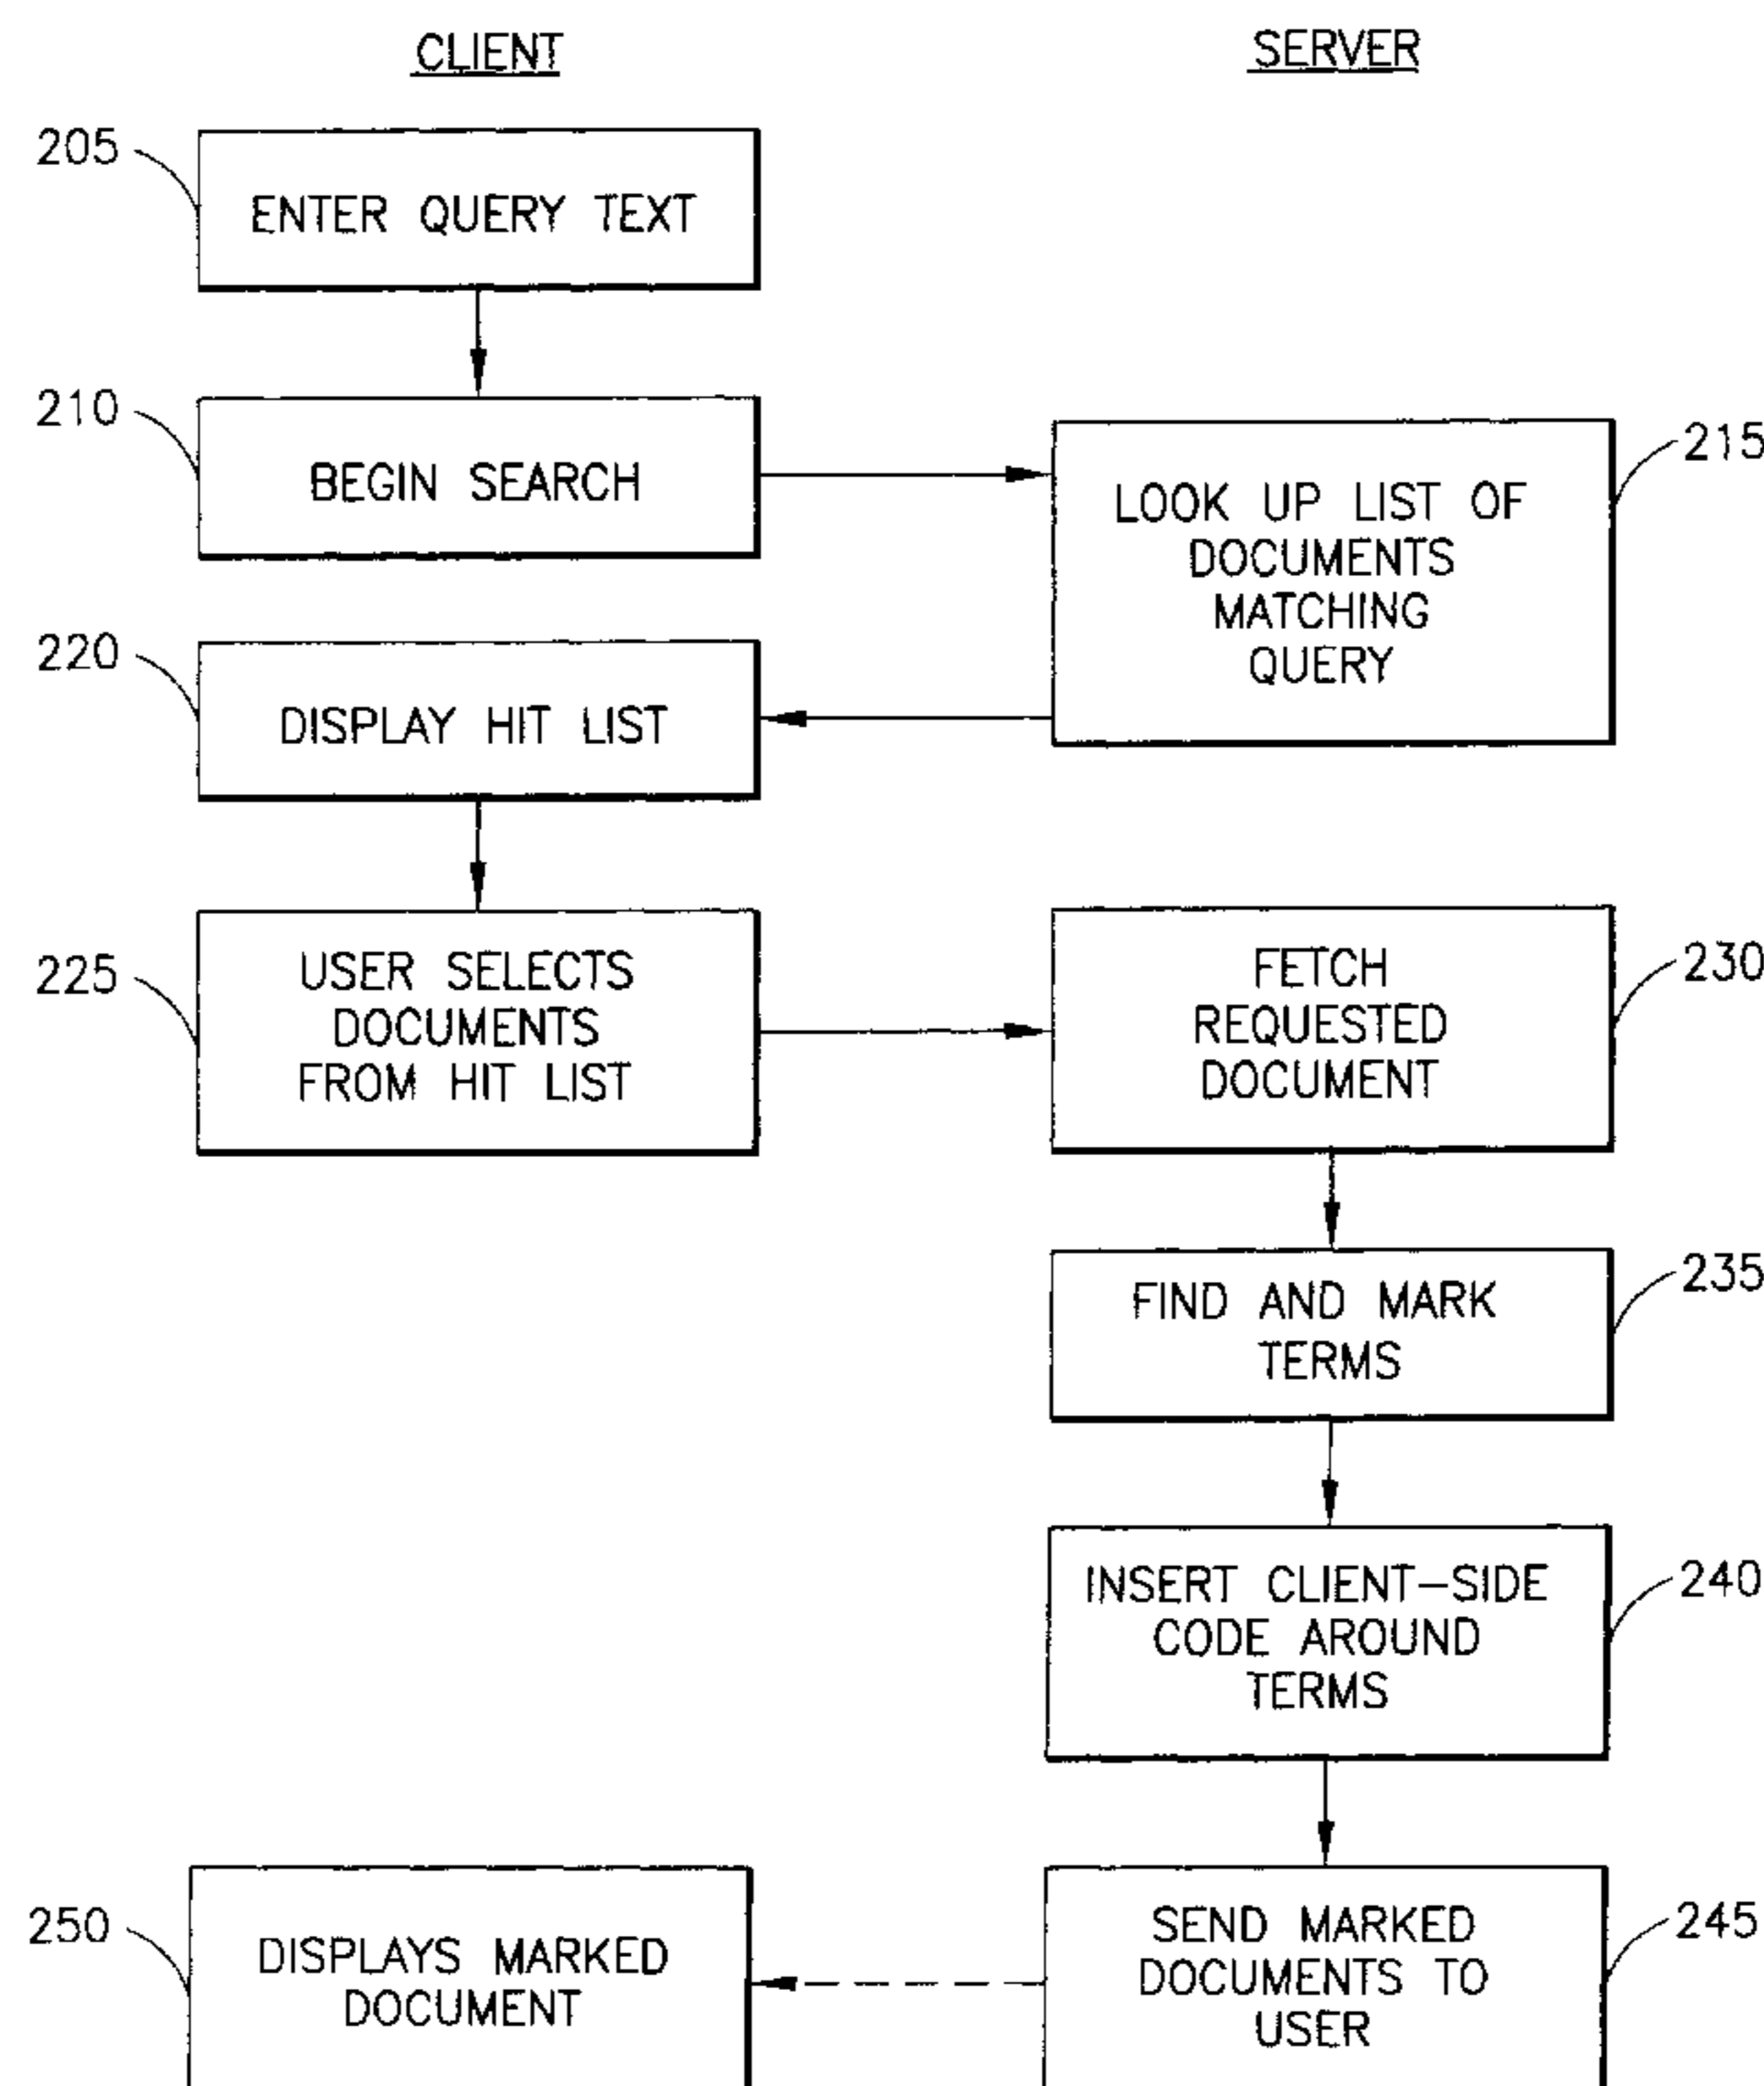 CLIENT
SERVER
205
ENTER QUERY TEXT
210
BEGIN SEARCH
215
LOOK UP LIST OF
DOCUMENTS
MATCHING
QUERY
220
DISPLAY HIT LIST
225
USER SELECTS
DOCUMENTS
FROM HIT LIST
230
FETCH
REQUESTED
DOCUMENT
235
FIND AND MARK
TERMS
240
INSERT CLIENT-SIDE
CODE AROUND
TERMS
245
SEND MARKED
DOCUMENTS TO
USER
250
DISPLAYS MARKED
DOCUMENT